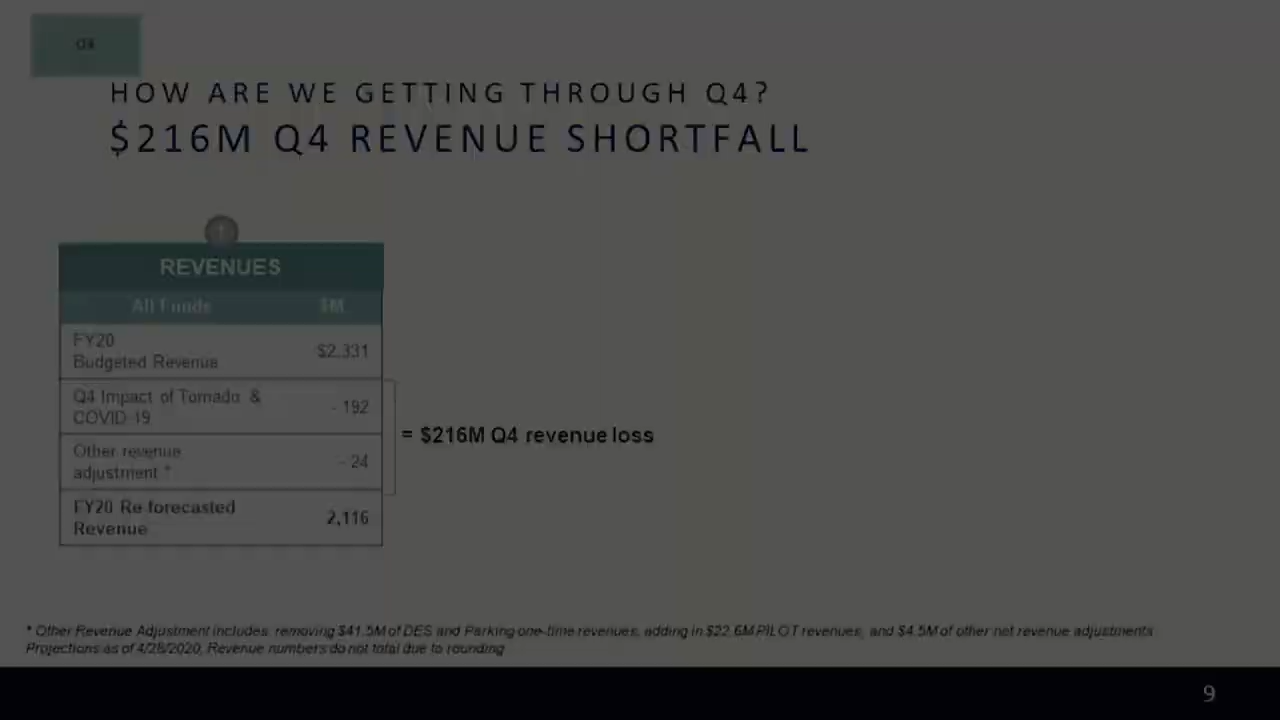 Q4
HOW ARE WE GETTING THROUGH Q4?
$216M Q4 REVENUE SHORTFALL
1
REVENUES
All Funds $M
FY20
Budgeted Revenue $2,331
Q4 Impact of Tornado &
COVID 19 - 192
= $216M Q4 revenue loss
Other revenue
adjustment * - 24
FY20 Re forecasted
Revenue 2,116
* Other Revenue Adjustment includes: removing $41.5M of DES and Parking one-time revenues, adding in $22.6M PILOT revenues, and $4.5M of other net revenue adjustments
Projections as of 4/28/2020, Revenue numbers do not total due to rounding
9